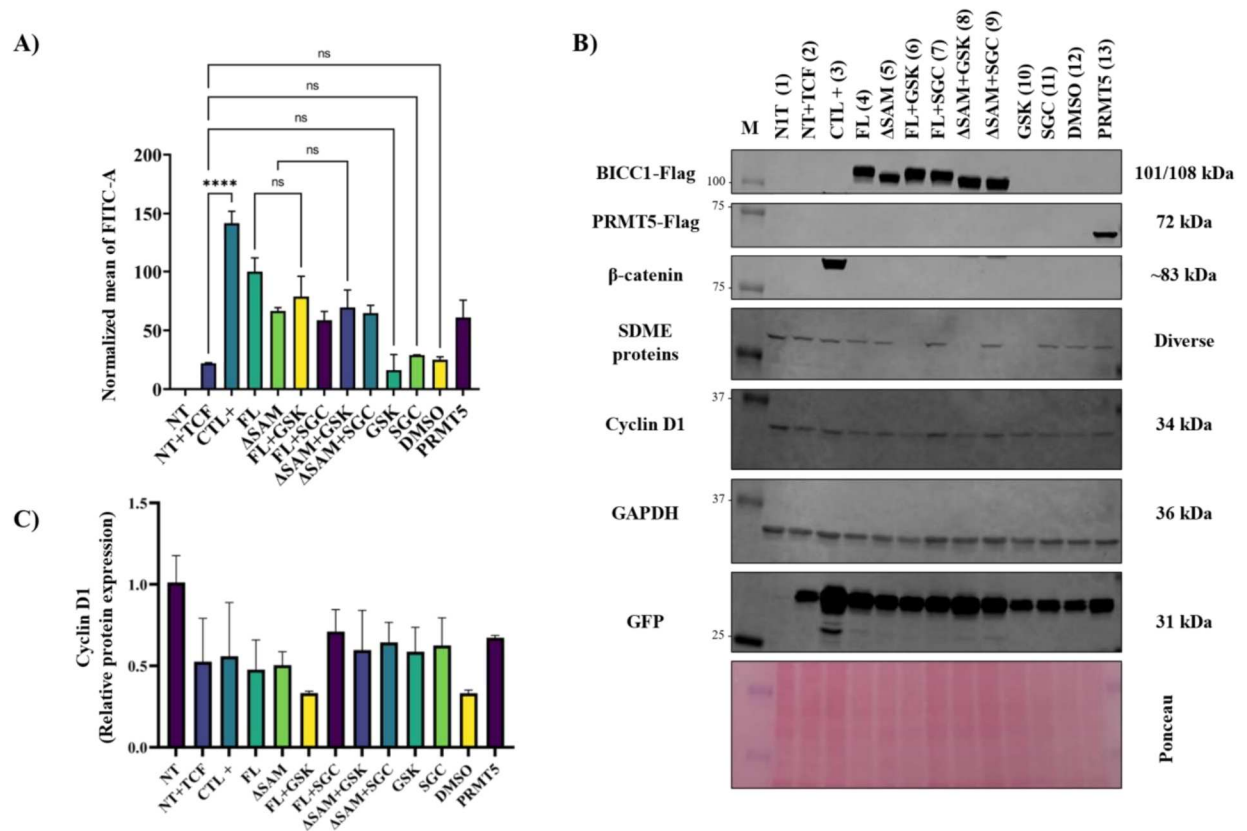 A)
ns
ns
ns
ns
ns
****
Normalized mean of FITC-A
200
150
100
50
0
NT
NT+TCF
CTL+
FL
ΔSAM
FL+GSK
FL+SGC
ΔSAM+GSK
ΔSAM+SGC
GSK
SGC
DMSO
PRMT5
B)
M
N1T (1)
NT+TCF (2)
CTL + (3)
FL (4)
ΔSAM (5)
FL+GSK (6)
FL+SGC (7)
ΔSAM+GSK (8)
ΔSAM+SGC (9)
GSK (10)
SGC (11)
DMSO (12)
PRMT5 (13)
BICC1-Flag
100
101/108 kDa
PRMT5-Flag
75
72 kDa
β-catenin
75
~83 kDa
SDME
proteins
Diverse
Cyclin D1
37
34 kDa
GAPDH
37
36 kDa
GFP
25
31 kDa
Ponceau
C)
Cyclin D1
(Relative protein expression)
1.5
1.0
0.5
0.0
NT
NT+TCF
CTL +
FL
ΔSAM
FL+GSK
FL+SGC
ΔSAM+GSK
ΔSAM+SGC
GSK
SGC
DMSO
PRMT5